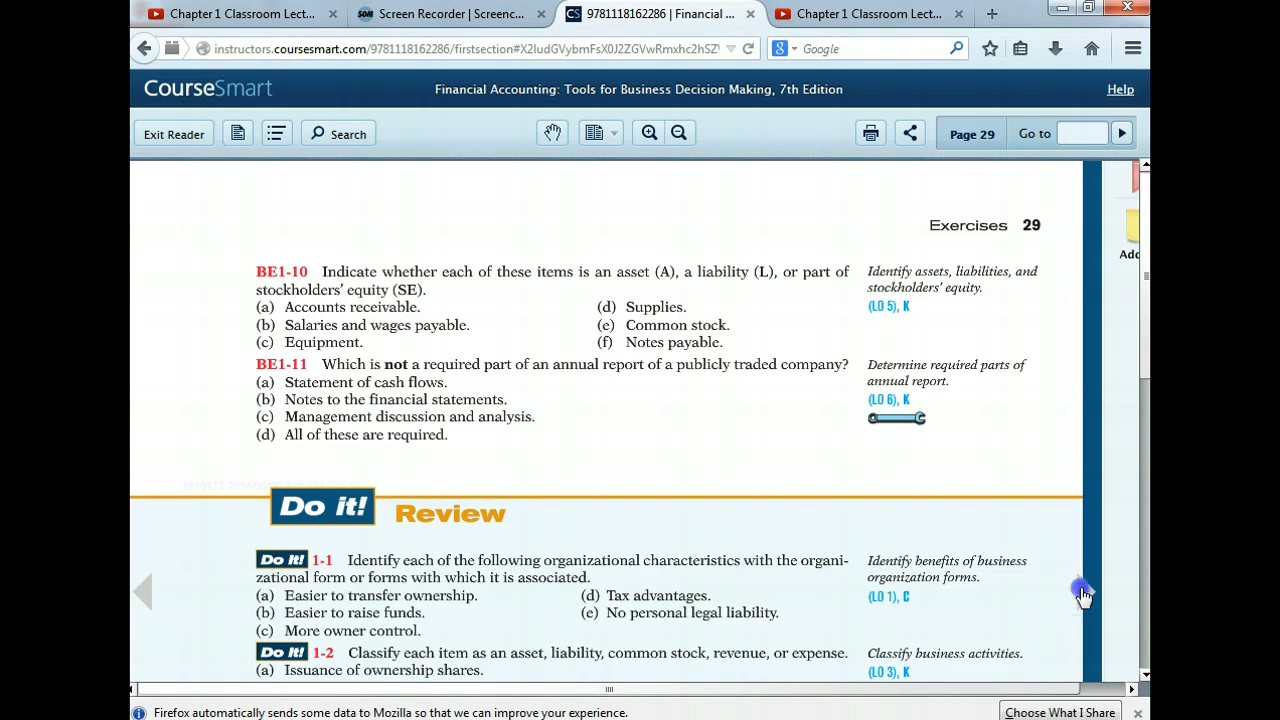 Chapter 1 Classroom Lect...
Screen Recorder | Screenc...
CS 9781118162286 | Financial ...
Chapter 1 Classroom Lect...
instructors.coursesmart.com/9781118162286/firstsection#X2ludGVybmFsX0J2ZGVwRmxhc2hSZV
Google
CourseSmart
Financial Accounting: Tools for Business Decision Making, 7th Edition
Help
Exit Reader
Search
Page 29
Go to
Exercises 29
Add
BE1-10 Indicate whether each of these items is an asset (A), a liability (L), or part of
stockholders' equity (SE).
(a) Accounts receivable.
(b) Salaries and wages payable.
(c) Equipment.
(d) Supplies.
(e) Common stock.
(f) Notes payable.
Identify assets, liabilities, and
stockholders' equity.
(LO 5), K
BE1-11 Which is not a required part of an annual report of a publicly traded company?
(a) Statement of cash flows.
(b) Notes to the financial statements.
(c) Management discussion and analysis.
(d) All of these are required.
Determine required parts of
annual report.
(LO 6), K
Do it! Review
Do it! 1-1 Identify each of the following organizational characteristics with the organi-
zational form or forms with which it is associated.
(a) Easier to transfer ownership.
(b) Easier to raise funds.
(c) More owner control.
(d) Tax advantages.
(e) No personal legal liability.
Identify benefits of business
organization forms.
(LO 1), C
Do it! 1-2 Classify each item as an asset, liability, common stock, revenue, or expense.
(a) Issuance of ownership shares.
Classify business activities.
(LO 3), K
Firefox automatically sends some data to Mozilla so that we can improve your experience.
Choose What I Share